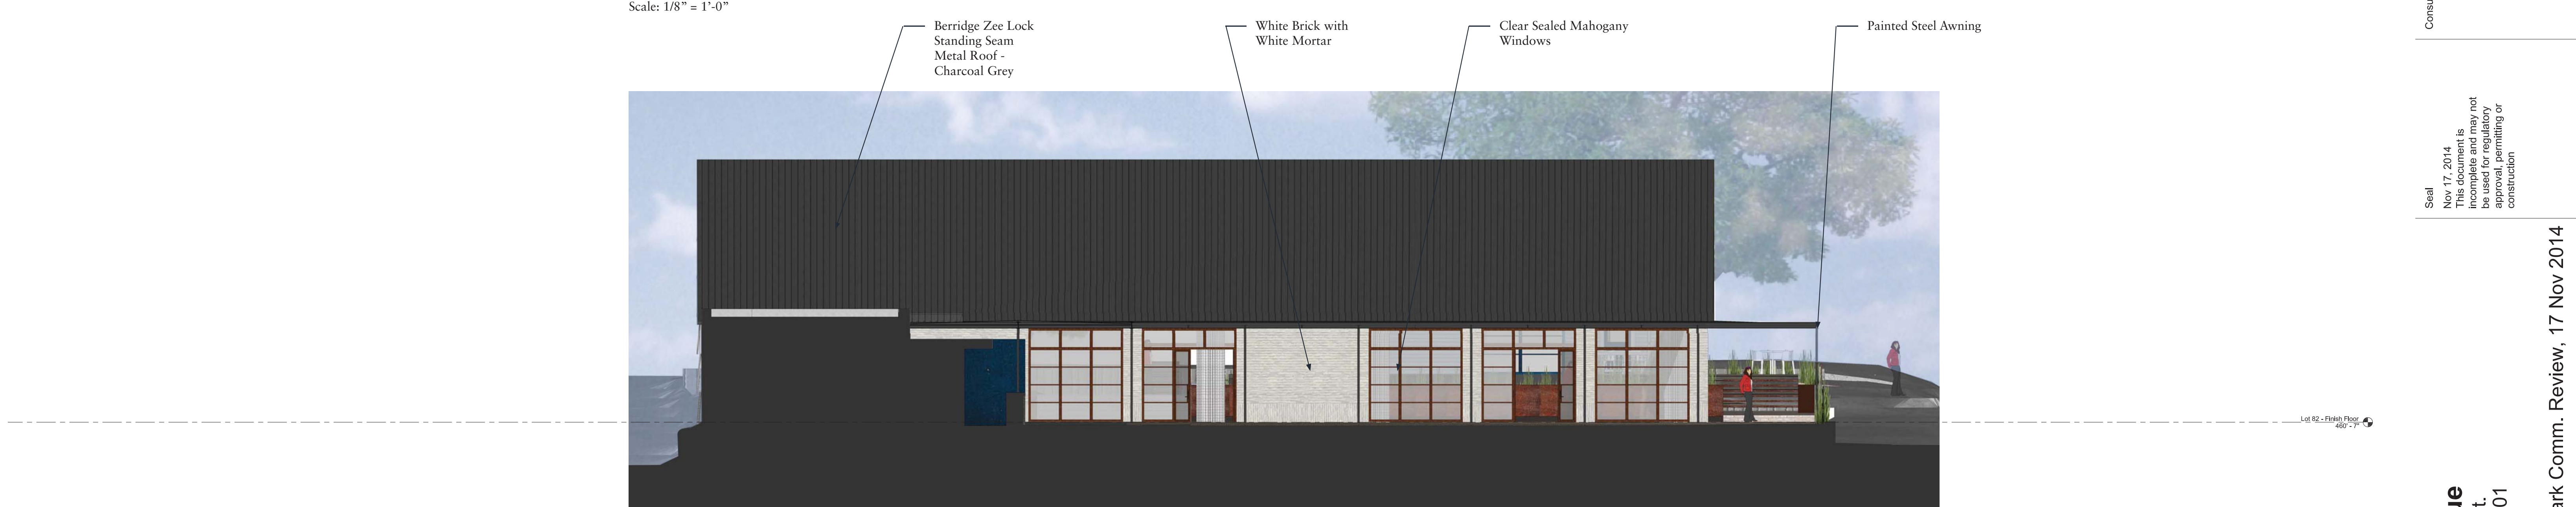 Scale: 1/8” = 1’-0”
Berridge Zee Lock
Standing Seam
Metal Roof -
Charcoal Grey
White Brick with
White Mortar
Clear Sealed Mahogany
Windows
Painted Steel Awning
Lot 82 - Finish Floor
460' - 7"
Seal
Nov 17, 2014
This document is
incomplete and may not
be used for regulatory
approval, permitting or
construction
Comm. Review, 17 Nov 2014
01